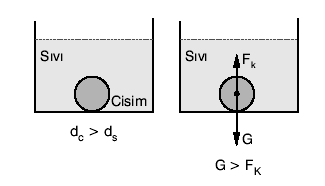 Sıvı
Cisim
d_c > d_s
Sıvı
F_k
G
G > F_K